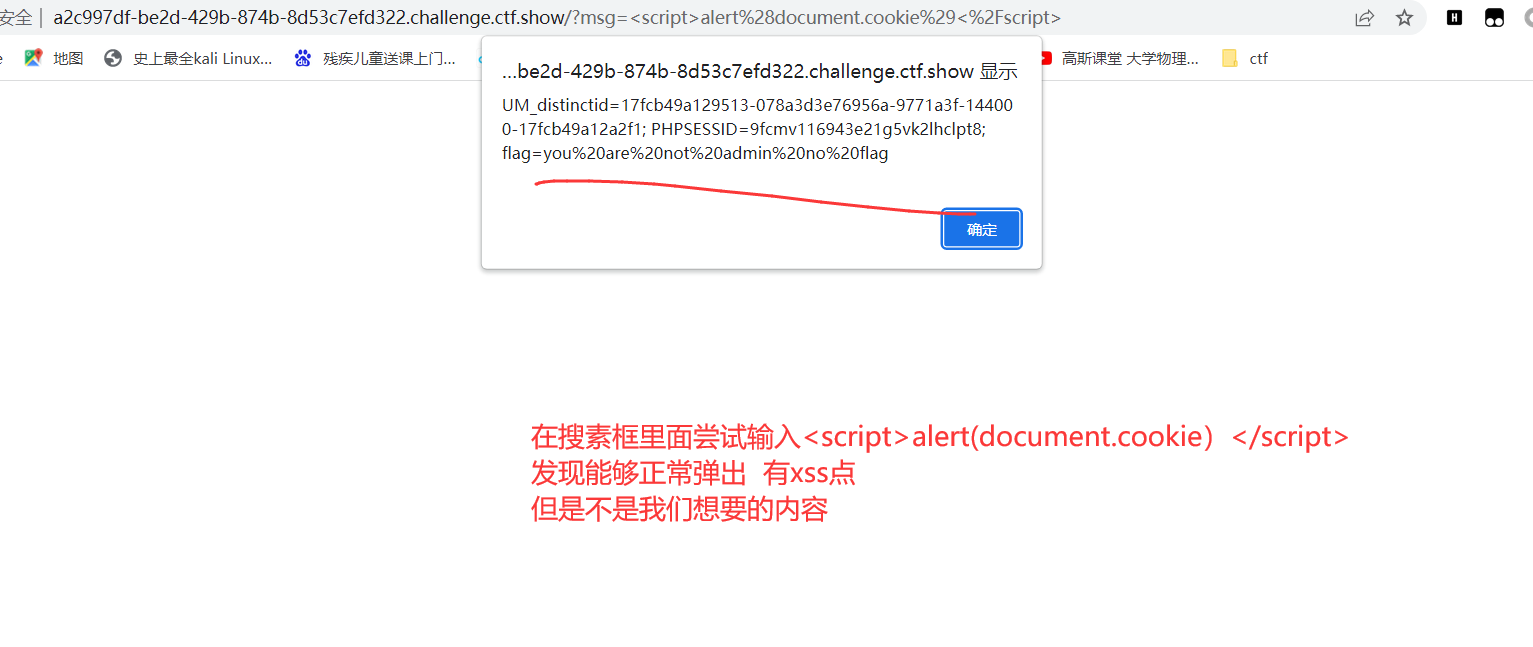 安全 | a2c997df-be2d-429b-874b-8d53c7efd322.challenge.ctf.show/?msg=<script>alert%28document.cookie%29<%2Fscript>
地图 史上最全kali Linux... 残疾儿童送课上门... 高斯课堂 大学物理... ctf
...be2d-429b-874b-8d53c7efd322.challenge.ctf.show 显示
UM_distinctid=17fcb49a129513-078a3d3e76956a-9771a3f-14400
0-17fcb49a12a2f1; PHPSESSID=9fcmv116943e21g5vk2lhclpt8;
flag=you%20are%20not%20admin%20no%20flag
确定
在搜素框里面尝试输入<script>alert(document.cookie）</script>
发现能够正常弹出 有xss点
但是不是我们想要的内容